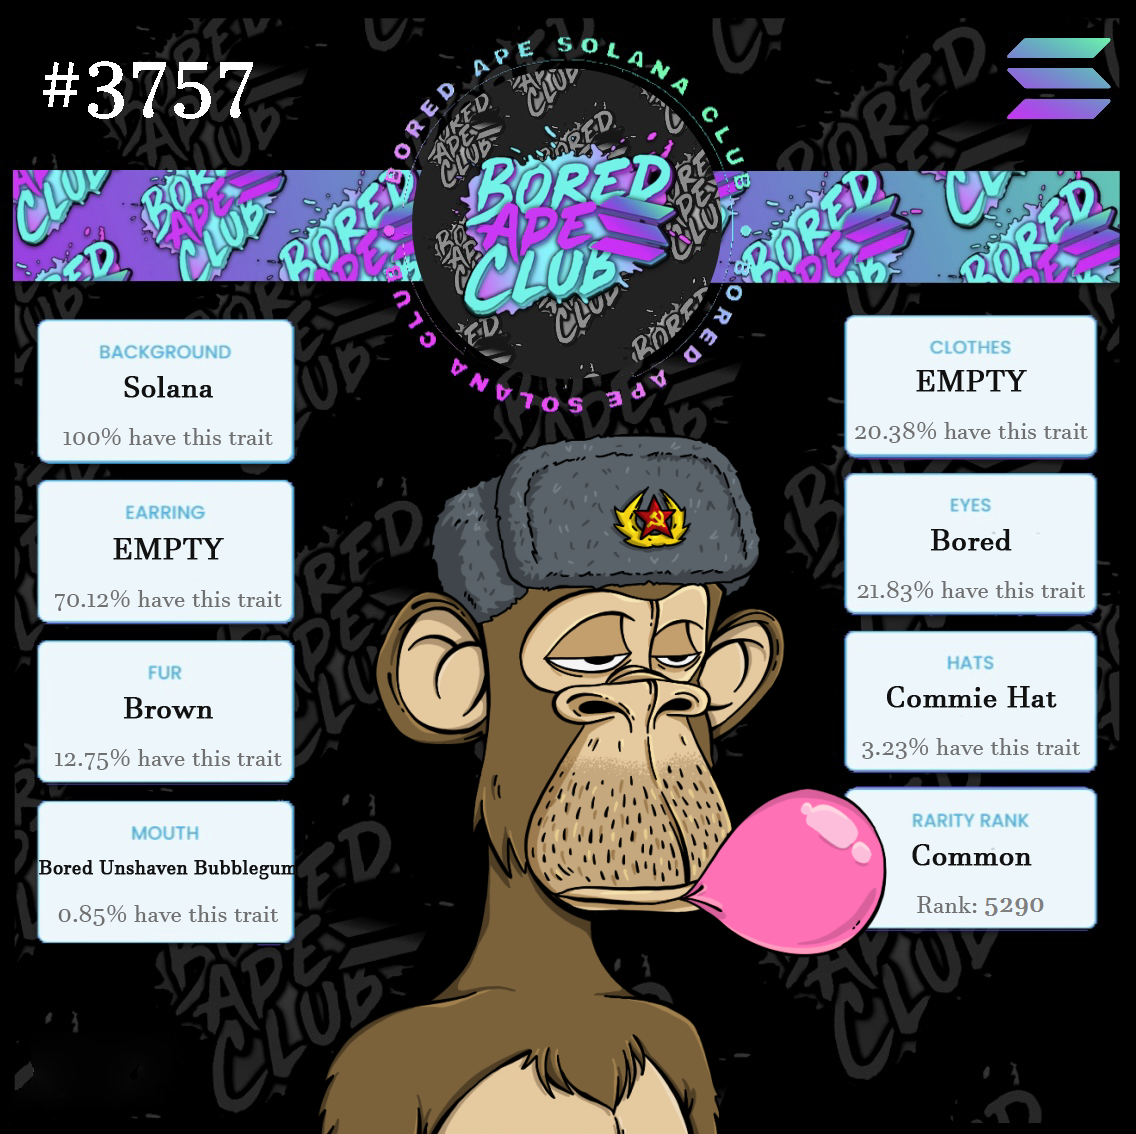 #3757
BORED APE SOLANA CLUB
BORED APE SOLANA CLUB
BORED
APE
CLUB
BACKGROUND
Solana
100% have this trait
EARRING
EMPTY
70.12% have this trait
FUR
Brown
12.75% have this trait
MOUTH
Bored Unshaven Bubblegum
0.85% have this trait
CLOTHES
EMPTY
20.38% have this trait
EYES
Bored
21.83% have this trait
HATS
Commie Hat
3.23% have this trait
RARITY RANK
Common
Rank: 5290